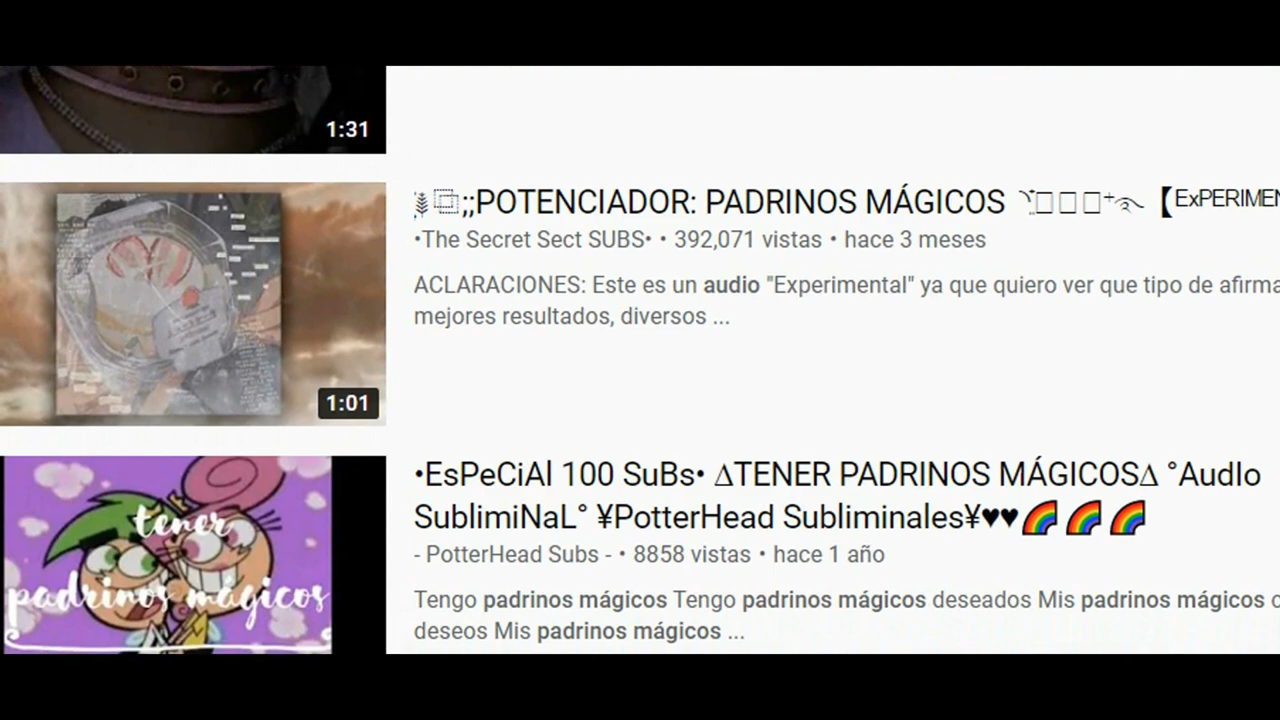 1:31
;;POTENCIADOR: PADRINOS MÁGICOS 【ᴱˣᴾᴱᴿᴵᴹᴱᴺ
•The Secret Sect SUBS• • 392,071 vistas • hace 3 meses
ACLARACIONES: Este es un audio "Experimental" ya que quiero ver que tipo de afirma
mejores resultados, diversos ...
1:01
•EsPeCiAl 100 SuBs• ∆TENER PADRINOS MÁGICOS∆ °AudIo
SublimiNaL° ¥PotterHead Subliminales¥♥♥🌈🌈🌈
- PotterHead Subs - • 8858 vistas • hace 1 año
Tengo padrinos mágicos Tengo padrinos mágicos deseados Mis padrinos mágicos c
deseos Mis padrinos mágicos ...
tener
padrinos mágicos